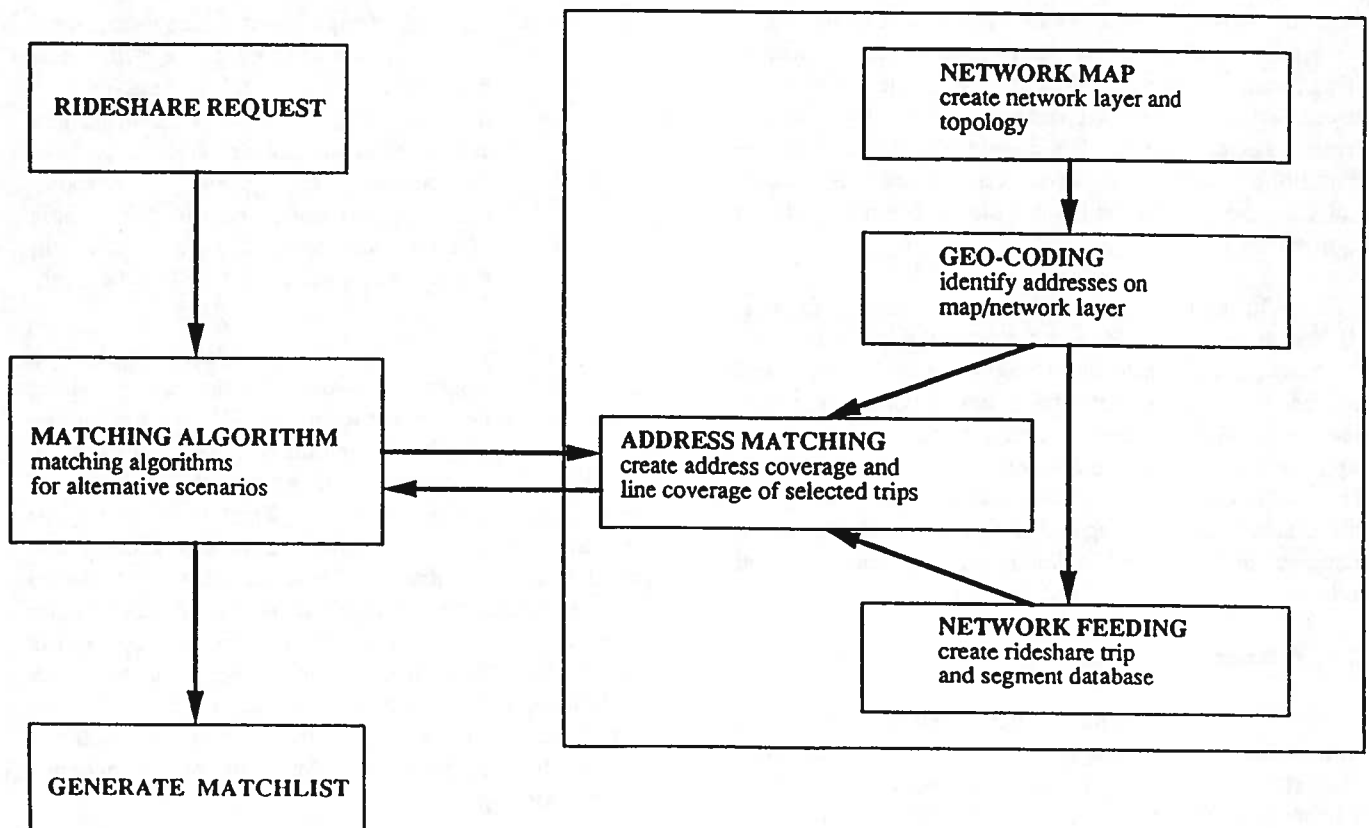 RIDESHARE REQUEST
MATCHING ALGORITHM
matching algorithms
for alternative scenarios
GENERATE MATCHLIST
NETWORK MAP
create network layer and
topology
GEO-CODING
identify addresses on
map/network layer
ADDRESS MATCHING
create address coverage and
line coverage of selected trips
NETWORK FEEDING
create rideshare trip
and segment database